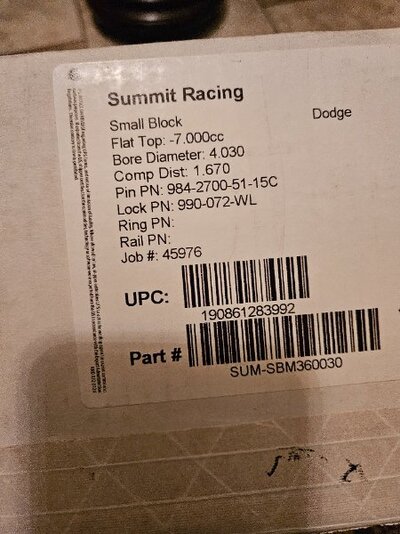 Summit Racing
Small Block
Dodge
Flat Top: -7.000cc
Bore Diameter: 4.030
Comp Dist: 1.670
Pin PN: 984-2700-51-15C
Lock PN: 990-072-WL
Ring PN:
Rail PN:
Job #: 45976
UPC:
190861283992
Part #
SUM-SBM360030